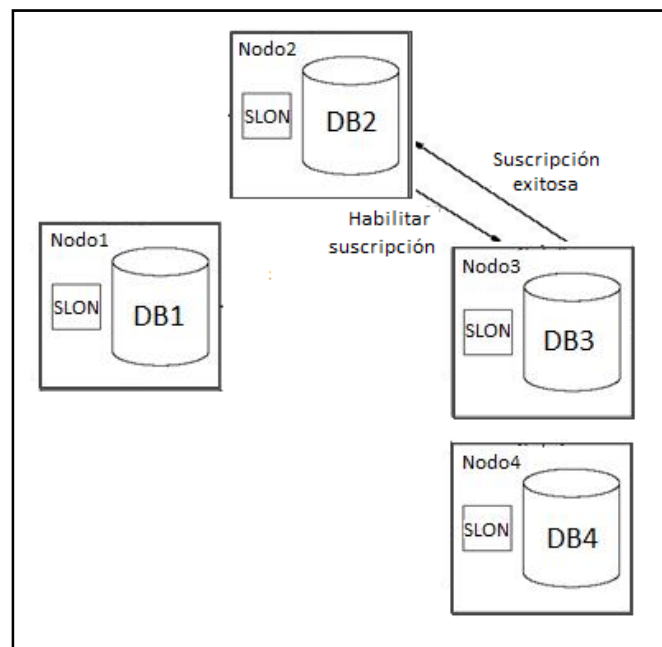 Nodo2
SLON
DB2
Suscripción
exitosa
Habilitar
suscripción
Nodo1
SLON
DB1
Nodo3
SLON
DB3
Nodo4
SLON
DB4